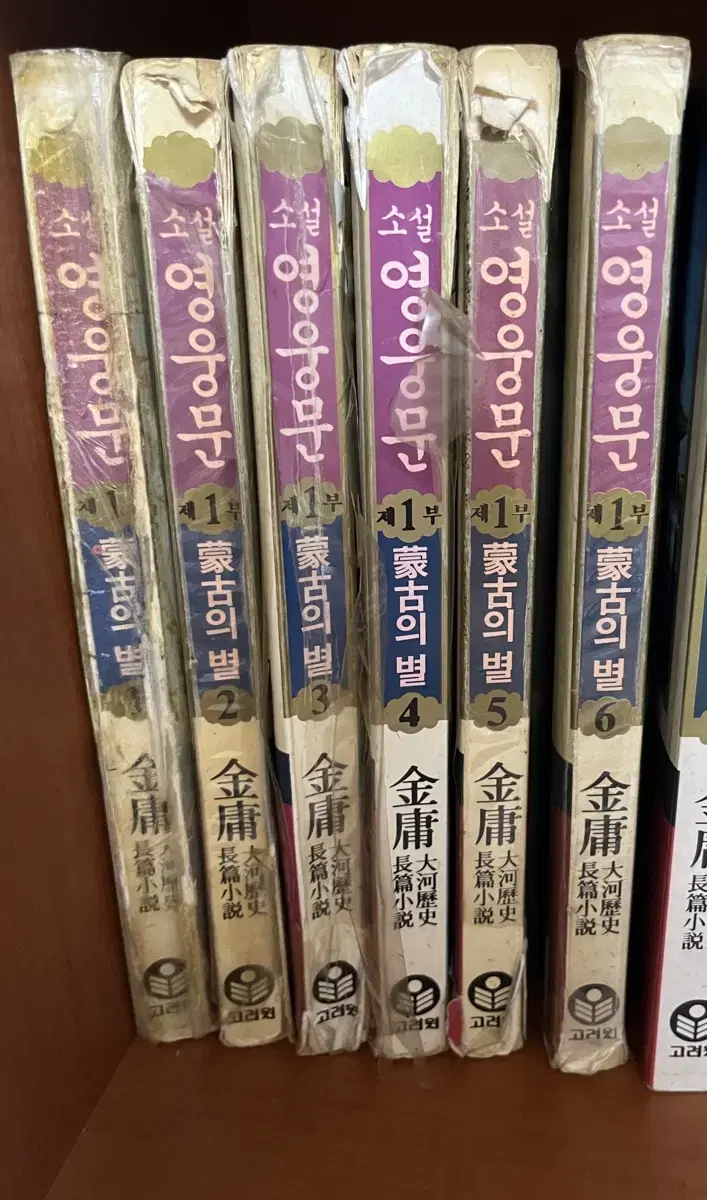 소설
영웅문
제1
蒙古의 별
1
金庸
大河歷史
長篇小說
소설
영웅문
제1부
蒙古의 별
2
金庸
大河歷史
長篇小說
고려원
소설
영웅문
제1부
蒙古의 별
3
金庸
大河歷史
長篇小說
고려원
소설
영웅문
제1부
蒙古의 별
4
金庸
大河歷史
長篇小說
고려원
소설
영웅문
제1부
蒙古의 별
5
金庸
大河歷史
長篇小說
고려
소설
영웅문
제1부
蒙古의 별
6
金庸
大河歷史
長篇小說
고려원
長篇小說
고려원